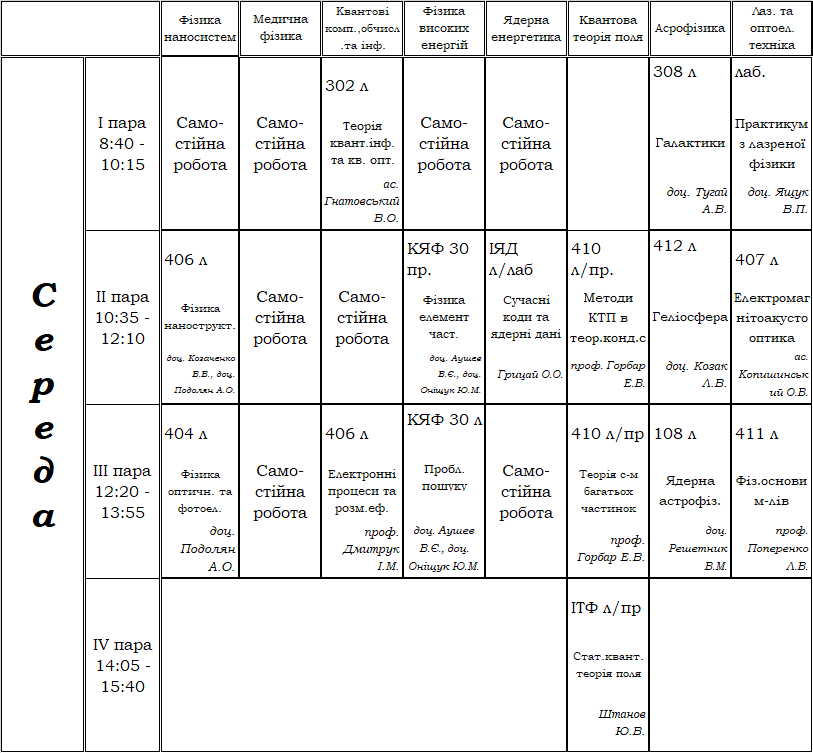 Фізика
наносистем
Медична
фізика
Квантові
комп.,обчисл
.та інф.
Фізика
високих
енергій
Ядерна
енергетика
Квантова
теорія поля
Асрофізика
Лаз. та
оптоел.
техніка
Середа
І пара
8:40 -
10:15
Само-
стійна
робота
Само-
стійна
робота
302 л
Теорія
квант.інф.
та кв. опт.
ас.
Гнатовський
В.О.
Само-
стійна
робота
Само-
стійна
робота
308 л
Галактики
доц. Тугай
А.В.
лаб.
Практикум
з лазреної
фізики
доц. Ящук
В.П.
ІІ пара
10:35 -
12:10
406 л
Фізика
нанострукт.
доц. Козаченко
В.В., доц.
Подолян А.О.
Само-
стійна
робота
Само-
стійна
робота
КЯФ 30
пр.
Фізика
елемент
част.
доц. Аушев
В.Є., доц.
Оніщук Ю.М.
ІЯД
л/лаб
Сучасні
коди та
ядерні дані
Грицай О.О.
410
л/пр.
Методи
КТП в
теор.конд.с
проф. Горбар
Е.В.
412 л
Геліосфера
доц. Козак
Л.В.
407 л
Електромаг
нітоакусто
оптика
ас.
Копишинськ
ий О.В.
ІІІ пара
12:20 -
13:55
404 л
Фізика
оптичн. та
фотоел.
доц.
Подолян
А.О.
Само-
стійна
робота
406 л
Електронні
процеси та
розм.еф.
проф.
Дмитрук
І.М.
КЯФ 30 л
Пробл.
пошуку
доц. Аушев
В.Є., доц.
Оніщук Ю.М.
Само-
стійна
робота
410 л/пр
Теорія с-м
багатьох
частинок
проф.
Горбар Е.В.
108 л
Ядерна
астрофіз.
доц.
Решетник
В.М.
411 л
Фіз.основи
м-лів
проф.
Поперенко
Л.В.
IV пара
14:05 -
15:40
ІТФ л/пр
Стат.квант.
теорія поля
Штанов
Ю.В.